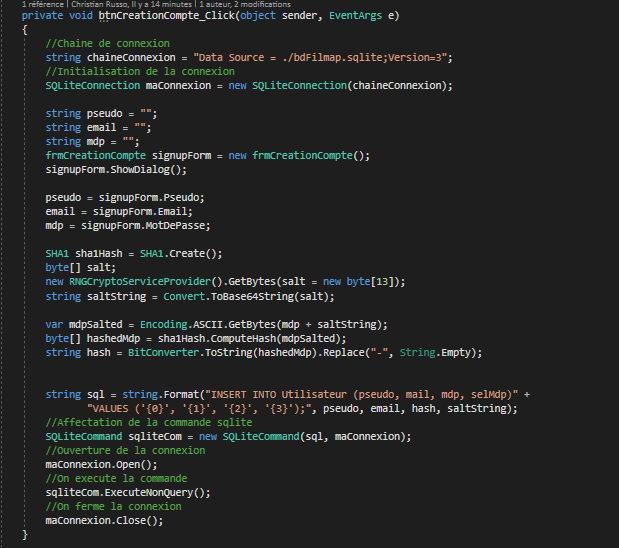 1 référence | Christian Russo, Il y a 14 minutes | 1 auteur, 2 modifications
private void btnCreationCompte_Click(object sender, EventArgs e)
{
//Chaine de connexion
string chaineConnexion = "Data Source = ./bdFilmap.sqlite;Version=3";
//Initialisation de la connexion
SQLiteConnection maConnexion = new SQLiteConnection(chaineConnexion);
string pseudo = "";
string email = "";
string mdp = "";
frmCreationCompte signupForm = new frmCreationCompte();
signupForm.ShowDialog();
pseudo = signupForm.Pseudo;
email = signupForm.Email;
mdp = signupForm.MotDePasse;
SHA1 sha1Hash = SHA1.Create();
byte[] salt;
new RNGCryptoServiceProvider().GetBytes(salt = new byte[13]);
string saltString = Convert.ToBase64String(salt);
var mdpSalted = Encoding.ASCII.GetBytes(mdp + saltString);
byte[] hashedMdp = sha1Hash.ComputeHash(mdpSalted);
string hash = BitConverter.ToString(hashedMdp).Replace("-", String.Empty);
string sql = string.Format("INSERT INTO Utilisateur (pseudo, mail, mdp, selMdp)" +
"VALUES ('{0}', '{1}', '{2}', '{3}');", pseudo, email, hash, saltString);
//Affectation de la commande sqlite
SQLiteCommand sqliteCom = new SQLiteCommand(sql, maConnexion);
//Ouverture de la connexion
maConnexion.Open();
//On execute la commande
sqliteCom.ExecuteNonQuery();
//On ferme la connexion
maConnexion.Close();
}